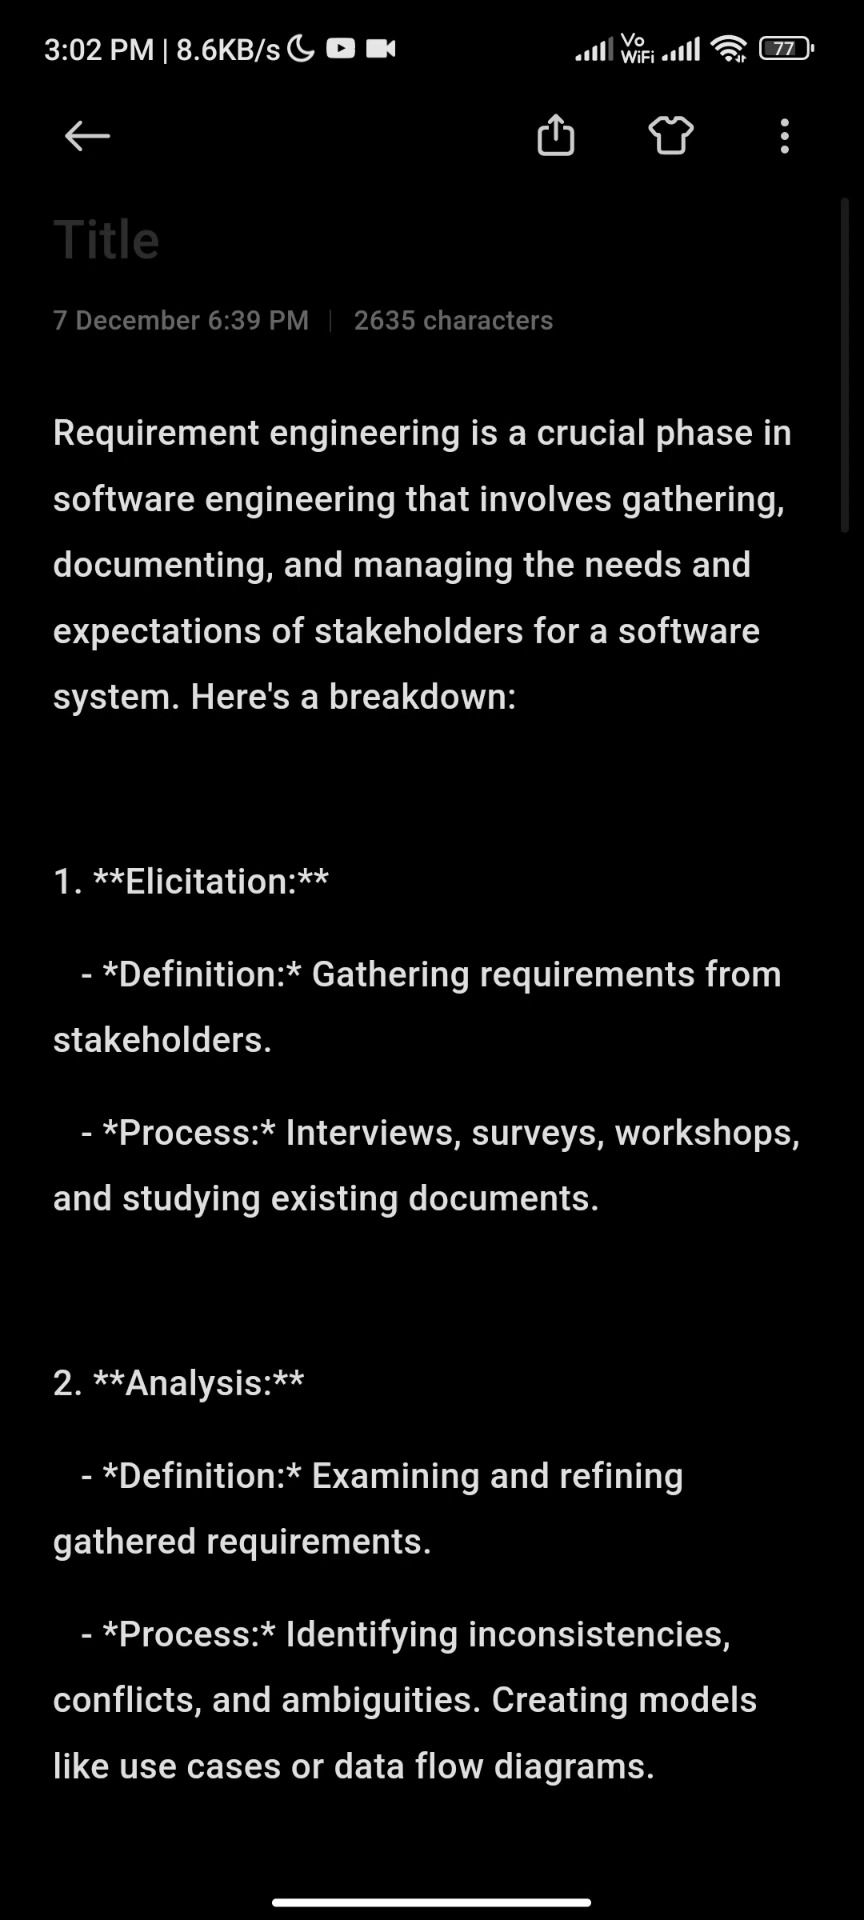 3:02 PM | 8.6KB/s Vo WiFi 77
Title
7 December 6:39 PM | 2635 characters
Requirement engineering is a crucial phase in
software engineering that involves gathering,
documenting, and managing the needs and
expectations of stakeholders for a software
system. Here's a breakdown:
1. **Elicitation:**
- *Definition:* Gathering requirements from
stakeholders.
- *Process:* Interviews, surveys, workshops,
and studying existing documents.
2. **Analysis:**
- *Definition:* Examining and refining
gathered requirements.
- *Process:* Identifying inconsistencies,
conflicts, and ambiguities. Creating models
like use cases or data flow diagrams.